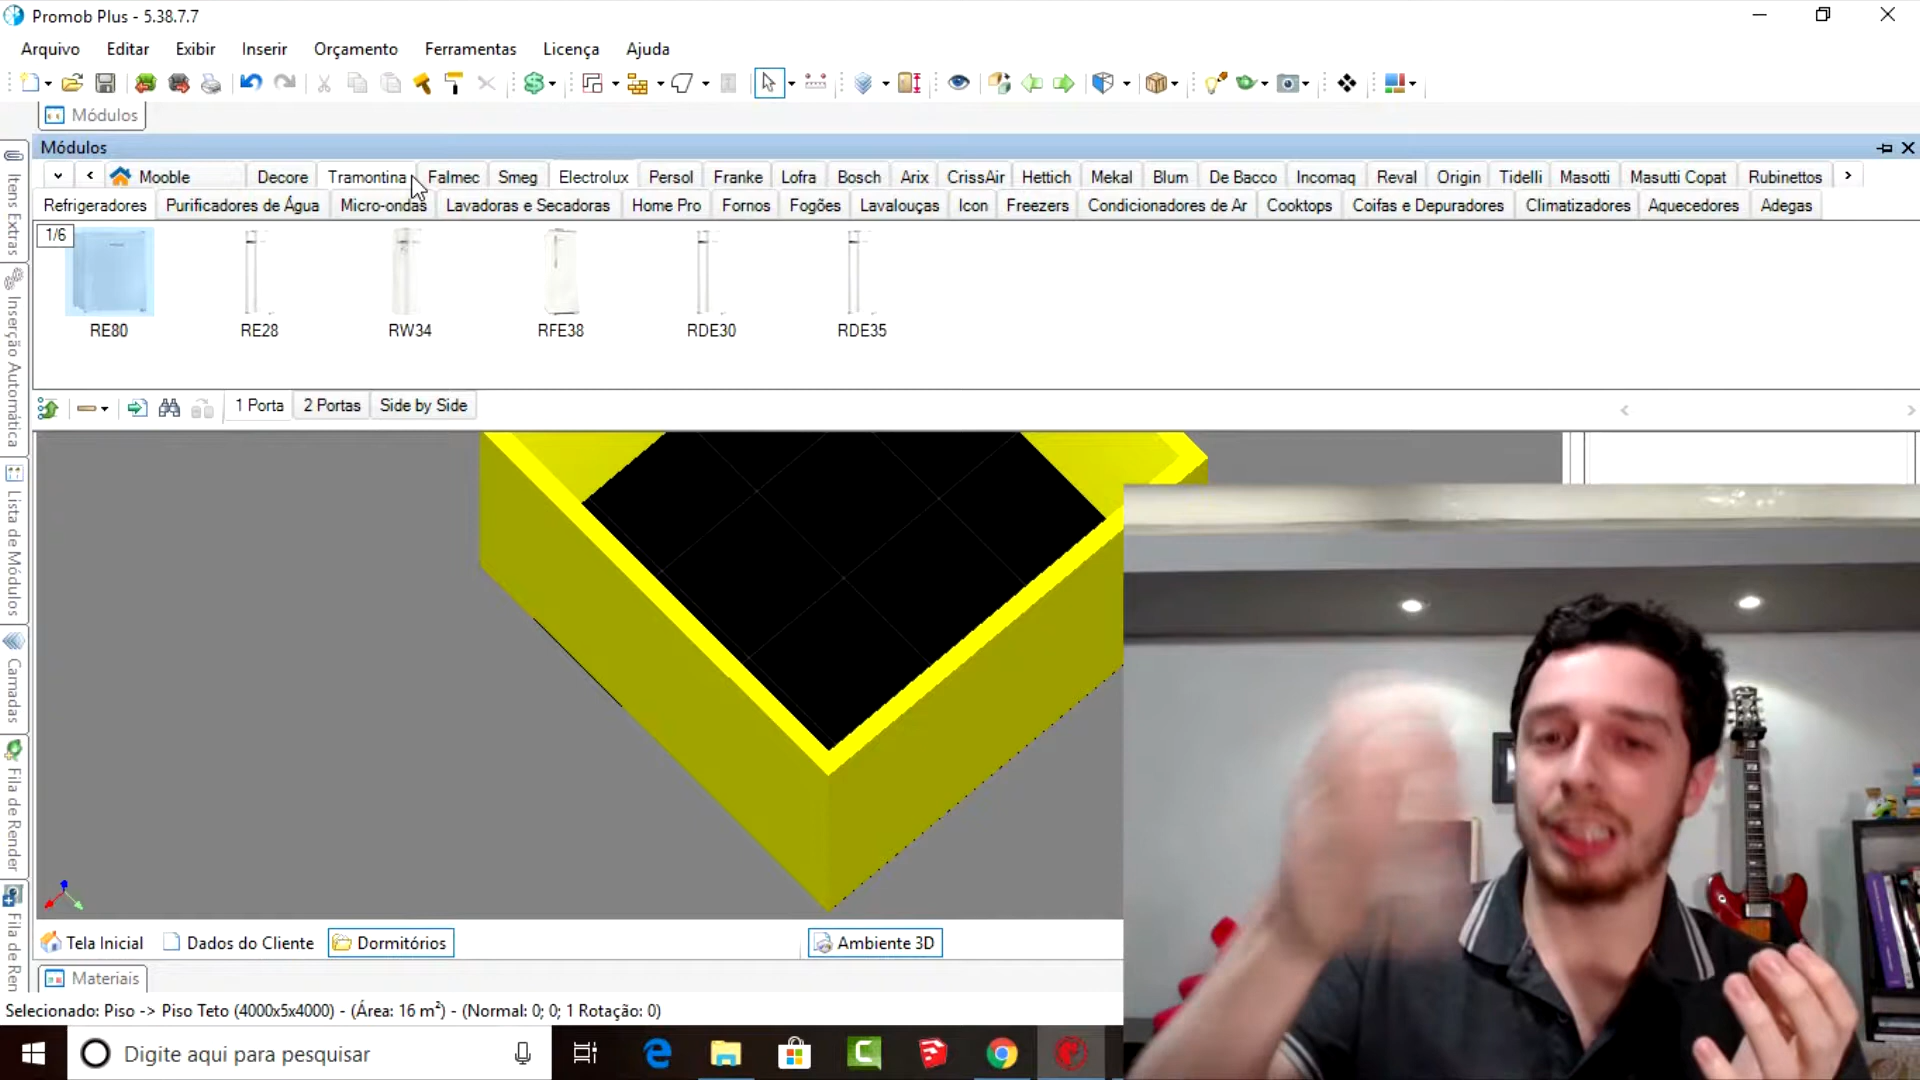 Promob Plus - 5.38.7.7
Arquivo Editar Exibir Inserir Orçamento Ferramentas Licença Ajuda
Módulos
Módulos
Mooble Decore Tramontina Falmec Smeg Electrolux Persol Franke Lofra Bosch Arix CrissAir Hettich Mekal Blum De Bacco Incomaq Reval Origin Tidelli Masotti Masutti Copat Rubinettos
Refrigeradores Purificadores de Água Micro-ondas Lavadoras e Secadoras Home Pro Fornos Fogões Lavalouças Icon Freezers Condicionadores de Ar Cooktops Coifas e Depuradores Climatizadores Aquecedores Adegas
1/6
RE80 RE28 RW34 RFE38 RDE30 RDE35
1 Porta 2 Portas Side by Side
Itens Extras
Inserção Automática
Lista de Módulos
Camadas
Fila de Render
Fila de Ren
Tela Inicial Dados do Cliente Dormitórios Ambiente 3D
Materiais
Selecionado: Piso -> Piso Teto (4000x5x4000) - (Área: 16 m²) - (Normal: 0; 0; 1 Rotação: 0)
Digite aqui para pesquisar